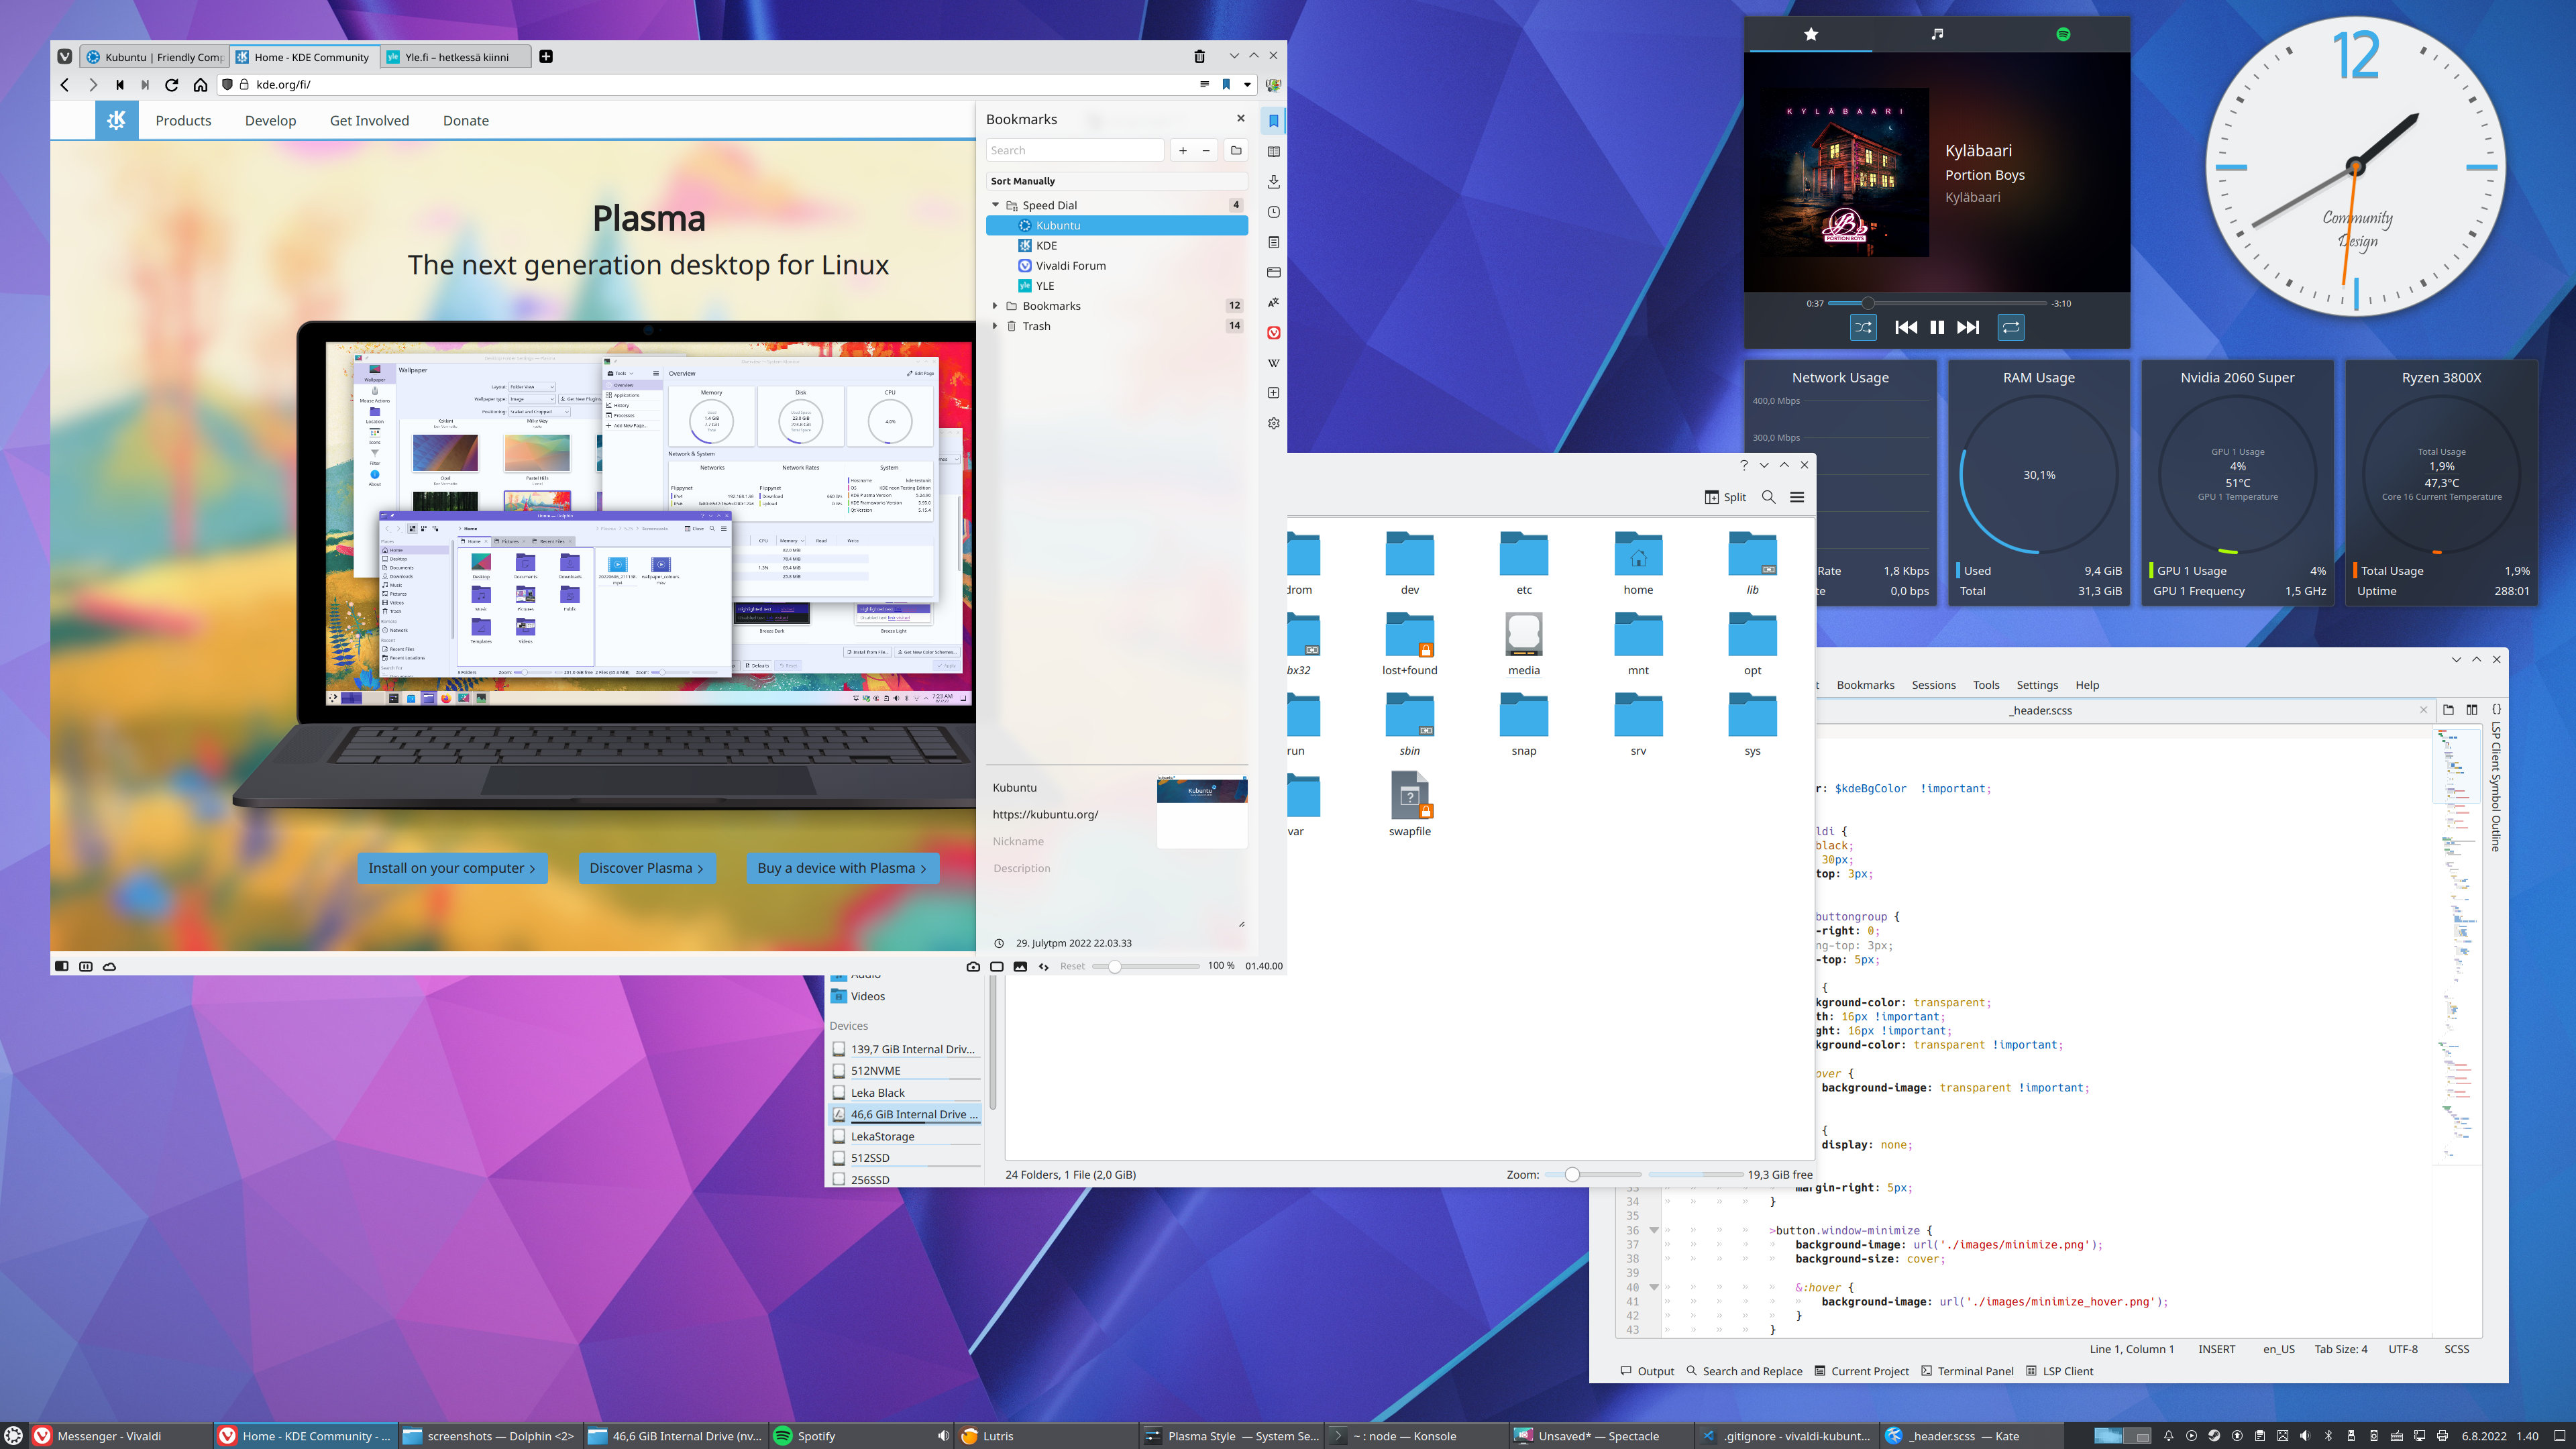 Kubuntu | Friendly Comp
Home - KDE Community
Yle.fi – hetkessä kiinni
kde.org/fi/
Products
Develop
Get Involved
Donate
Plasma
The next generation desktop for Linux
Install on your computer
Discover Plasma
Buy a device with Plasma
Bookmarks
Search
Sort Manually
Speed Dial 4
Kubuntu
KDE
Vivaldi Forum
YLE
Bookmarks 12
Trash 14
Kubuntu
https://kubuntu.org/
Nickname
Description
29. Julytpm 2022 22.03.33
Reset 100 % 01.40.00
KYLÄBAARI
PORTION BOYS
Kyläbaari
Portion Boys
Kyläbaari
0:37 -3:10
12
Community
Design
Network Usage
400,0 Mbps
300,0 Mbps
Rate 1,8 Kbps
te 0,0 bps
RAM Usage
30,1%
Used 9,4 GiB
Total 31,3 GiB
Nvidia 2060 Super
GPU 1 Usage
4%
51°C
GPU 1 Temperature
GPU 1 Usage 4%
GPU 1 Frequency 1,5 GHz
Ryzen 3800X
Total Usage
1,9%
47,3°C
Core 16 Current Temperature
Total Usage 1,9%
Uptime 288:01
Split
drom dev etc home lib
bx32 lost+found media mnt opt
run sbin snap srv sys
var swapfile
Audio
Videos
Devices
139,7 GiB Internal Driv...
512NVME
Leka Black
46,6 GiB Internal Drive ...
LekaStorage
512SSD
256SSD
24 Folders, 1 File (2,0 GiB)
Zoom: 19,3 GiB free
t Bookmarks Sessions Tools Settings Help
_header.scss
LSP Client Symbol Outline
r: $kdeBgColor !important;
ldi {
black;
30px;
top: 3px;
buttongroup {
-right: 0;
ng-top: 3px;
-top: 5px;
{
kground-color: transparent;
th: 16px !important;
ght: 16px !important;
kground-color: transparent !important;
over {
background-image: transparent !important;
{
display: none;
33 margin-right: 5px;
34 }
35
36 >button.window-minimize {
37 background-image: url('./images/minimize.png');
38 background-size: cover;
39
40 &:hover {
41 background-image: url('./images/minimize_hover.png');
42 }
43 }
Line 1, Column 1 INSERT en_US Tab Size: 4 UTF-8 SCSS
Output Search and Replace Current Project Terminal Panel LSP Client
Messenger - Vivaldi
Home - KDE Community - ...
screenshots — Dolphin <2>
46,6 GiB Internal Drive (nv...
Spotify
Lutris
Plasma Style — System Se...
~ : node — Konsole
Unsaved* — Spectacle
.gitignore - vivaldi-kubunt...
_header.scss — Kate
6.8.2022 1.40